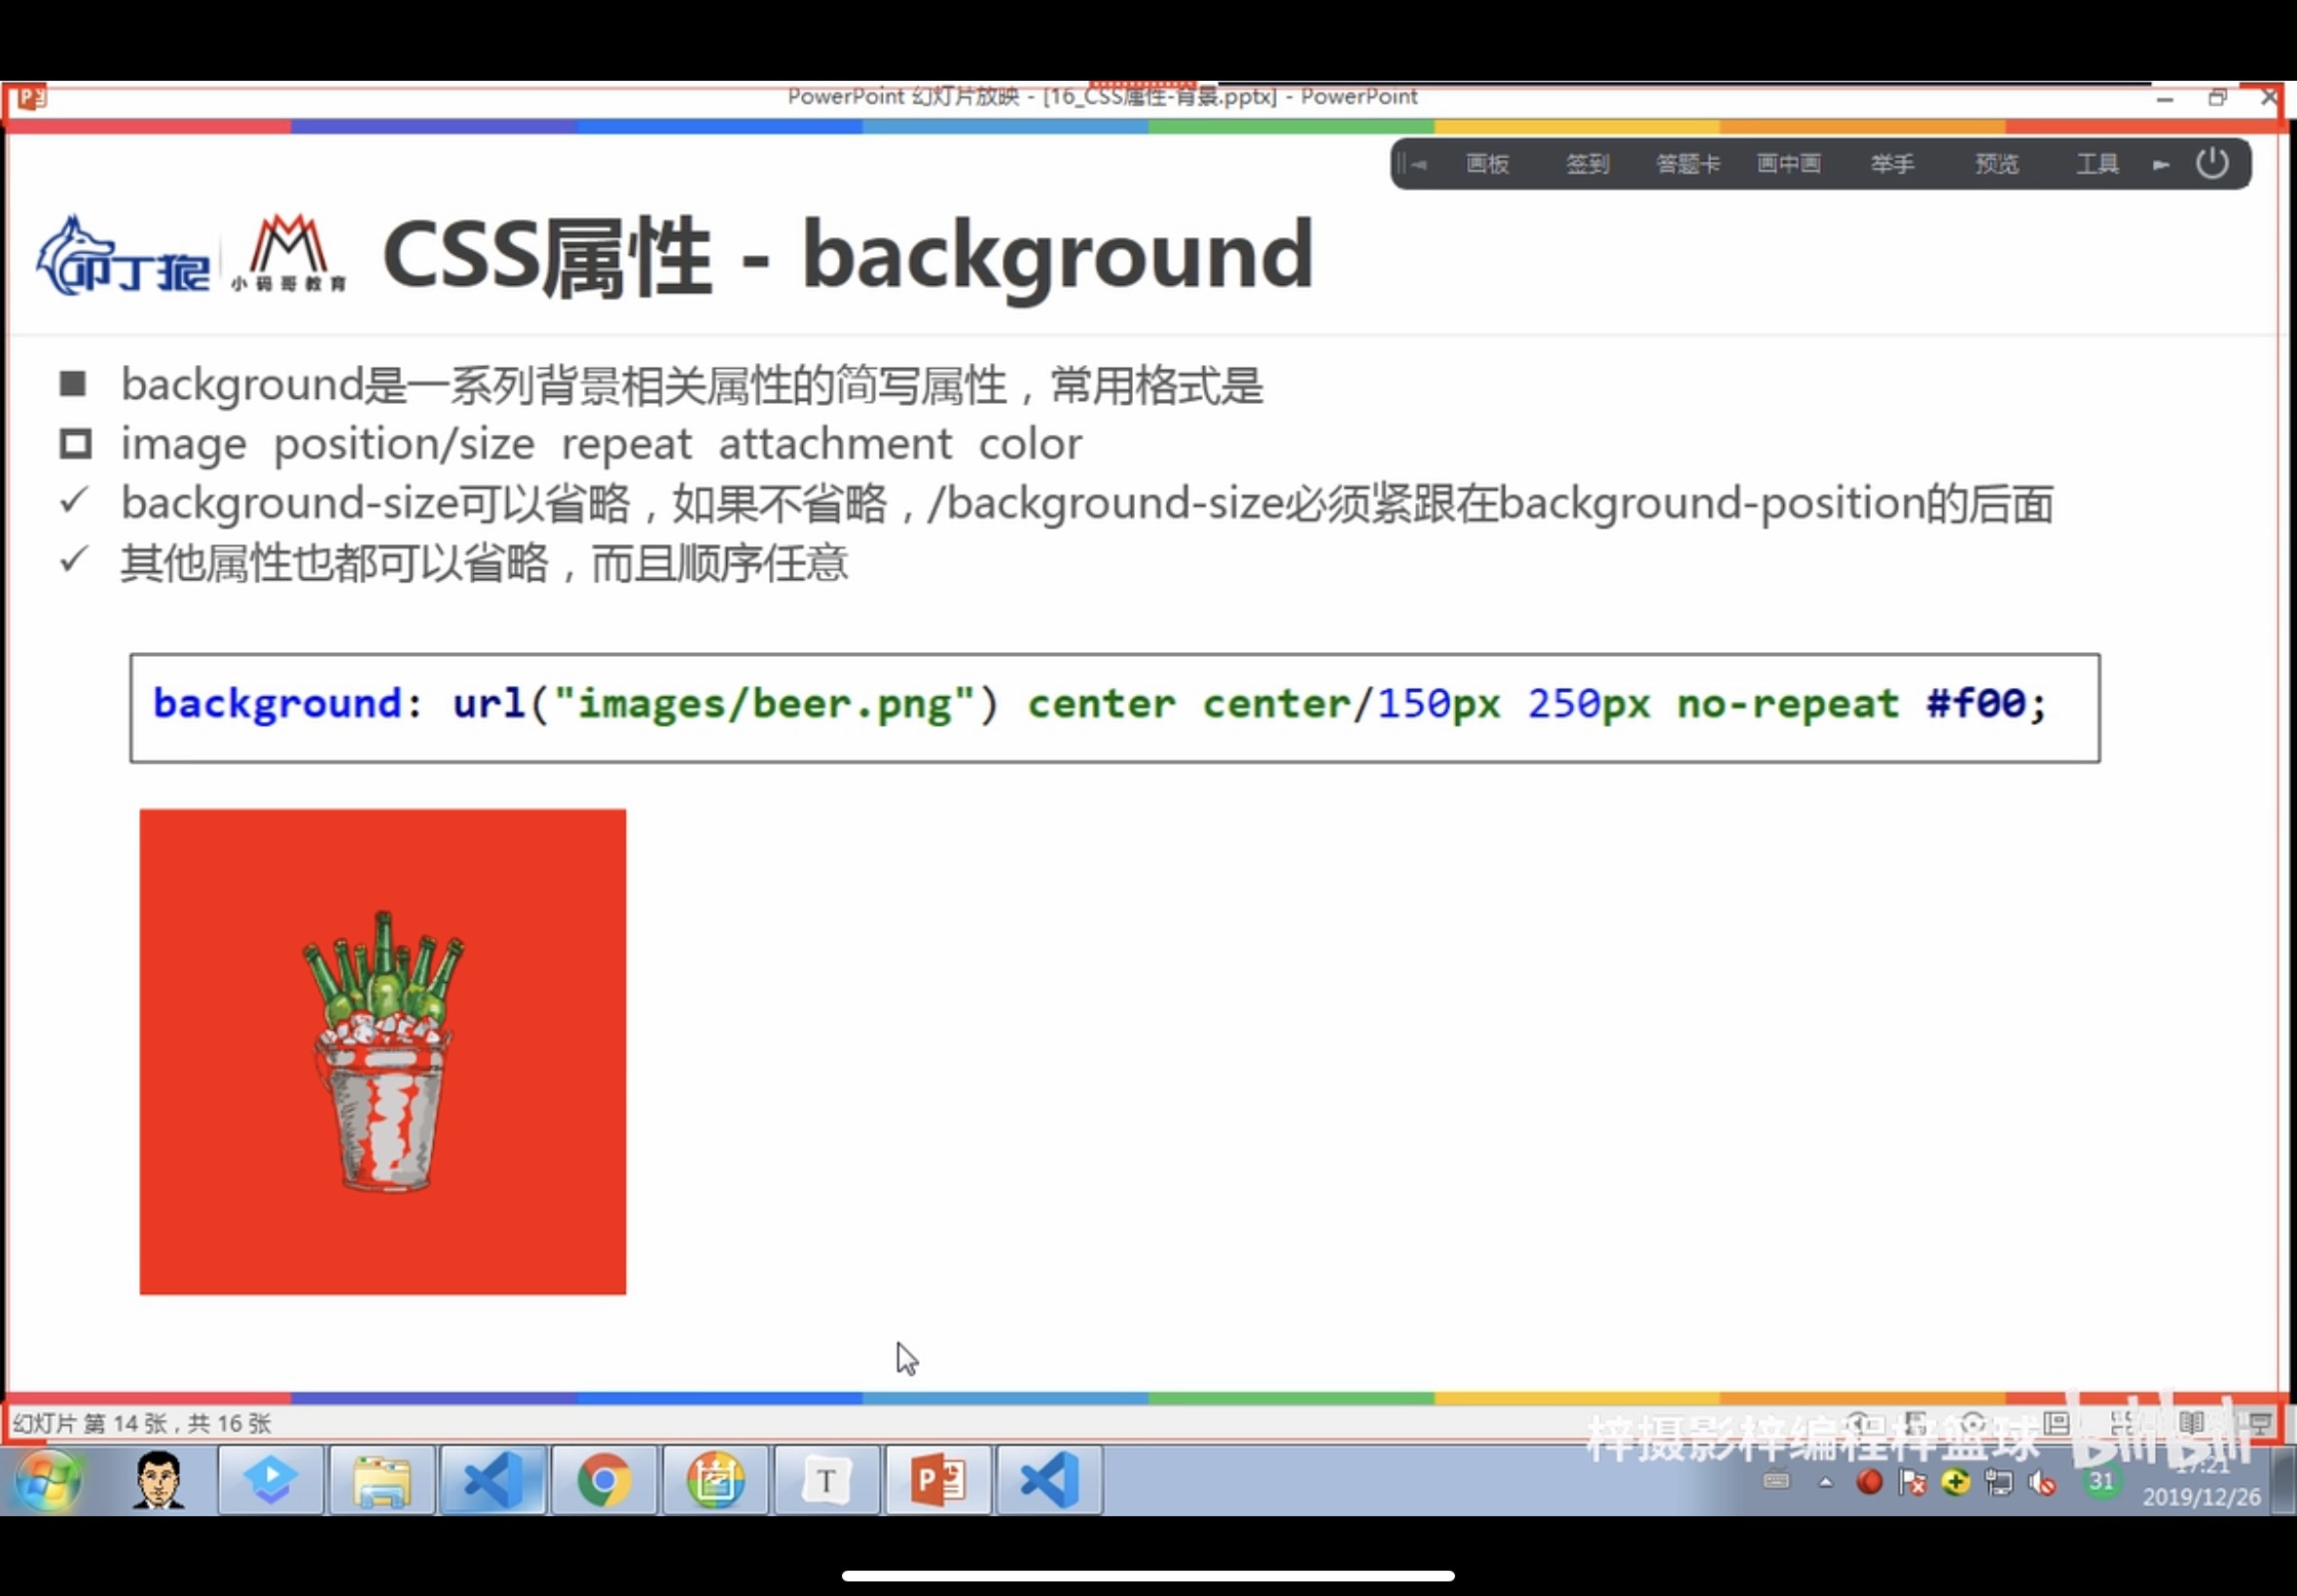 PowerPoint 幻灯片放映 - [16_CSS属性-背景.pptx] - PowerPoint
画板 签到 答题卡 画中画 举手 预览 工具
叩丁狼 小码哥教育
CSS属性 - background
background是一系列背景相关属性的简写属性，常用格式是
image position/size repeat attachment color
background-size可以省略，如果不省略，/background-size必须紧跟在background-position的后面
其他属性也都可以省略，而且顺序任意
background: url("images/beer.png") center center/150px 250px no-repeat #f00;
幻灯片 第 14 张，共 16 张
梓摄影梓编程梓篮球 bilibili
31
17:21
2019/12/26